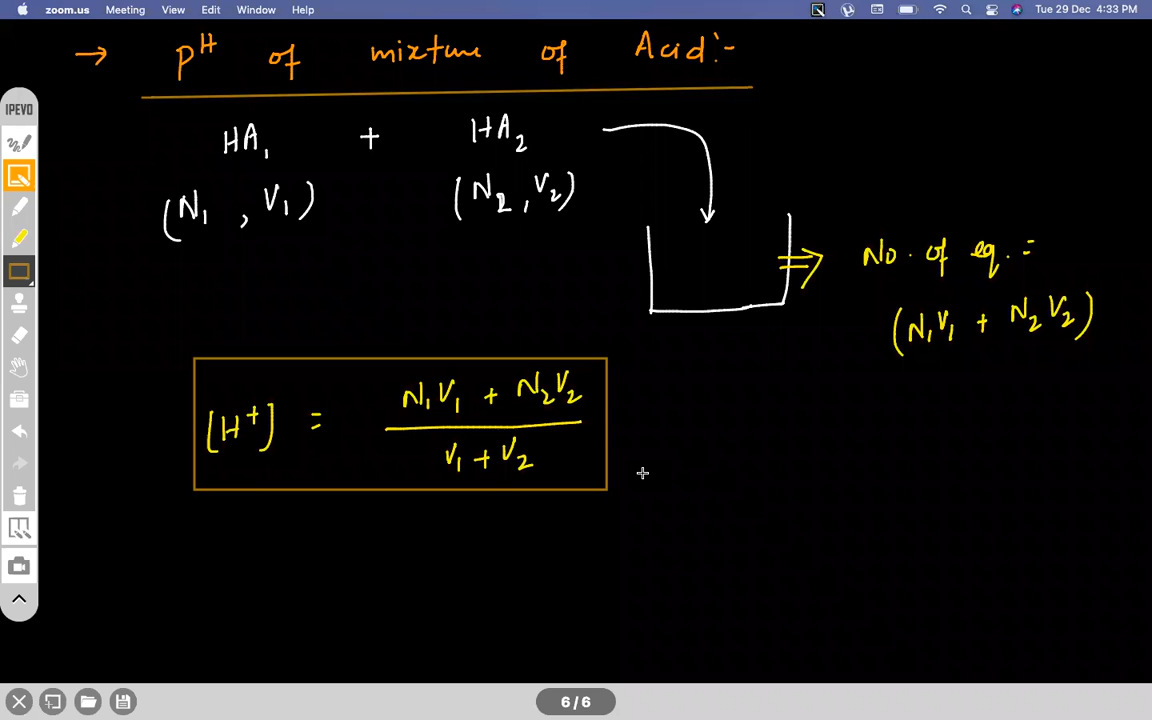 zoom.us Meeting View Edit Window Help Tue 29 Dec 4:33 PM
→ pH of mixture of Acid:-
IPEVO
HA₁ + HA₂
(N₁ , V₁) (N₂ , V₂)
⇒ No. of eq. =
(N₁V₁ + N₂V₂)
[H⁺] = N₁V₁ + N₂V₂
V₁ + V₂
6 / 6